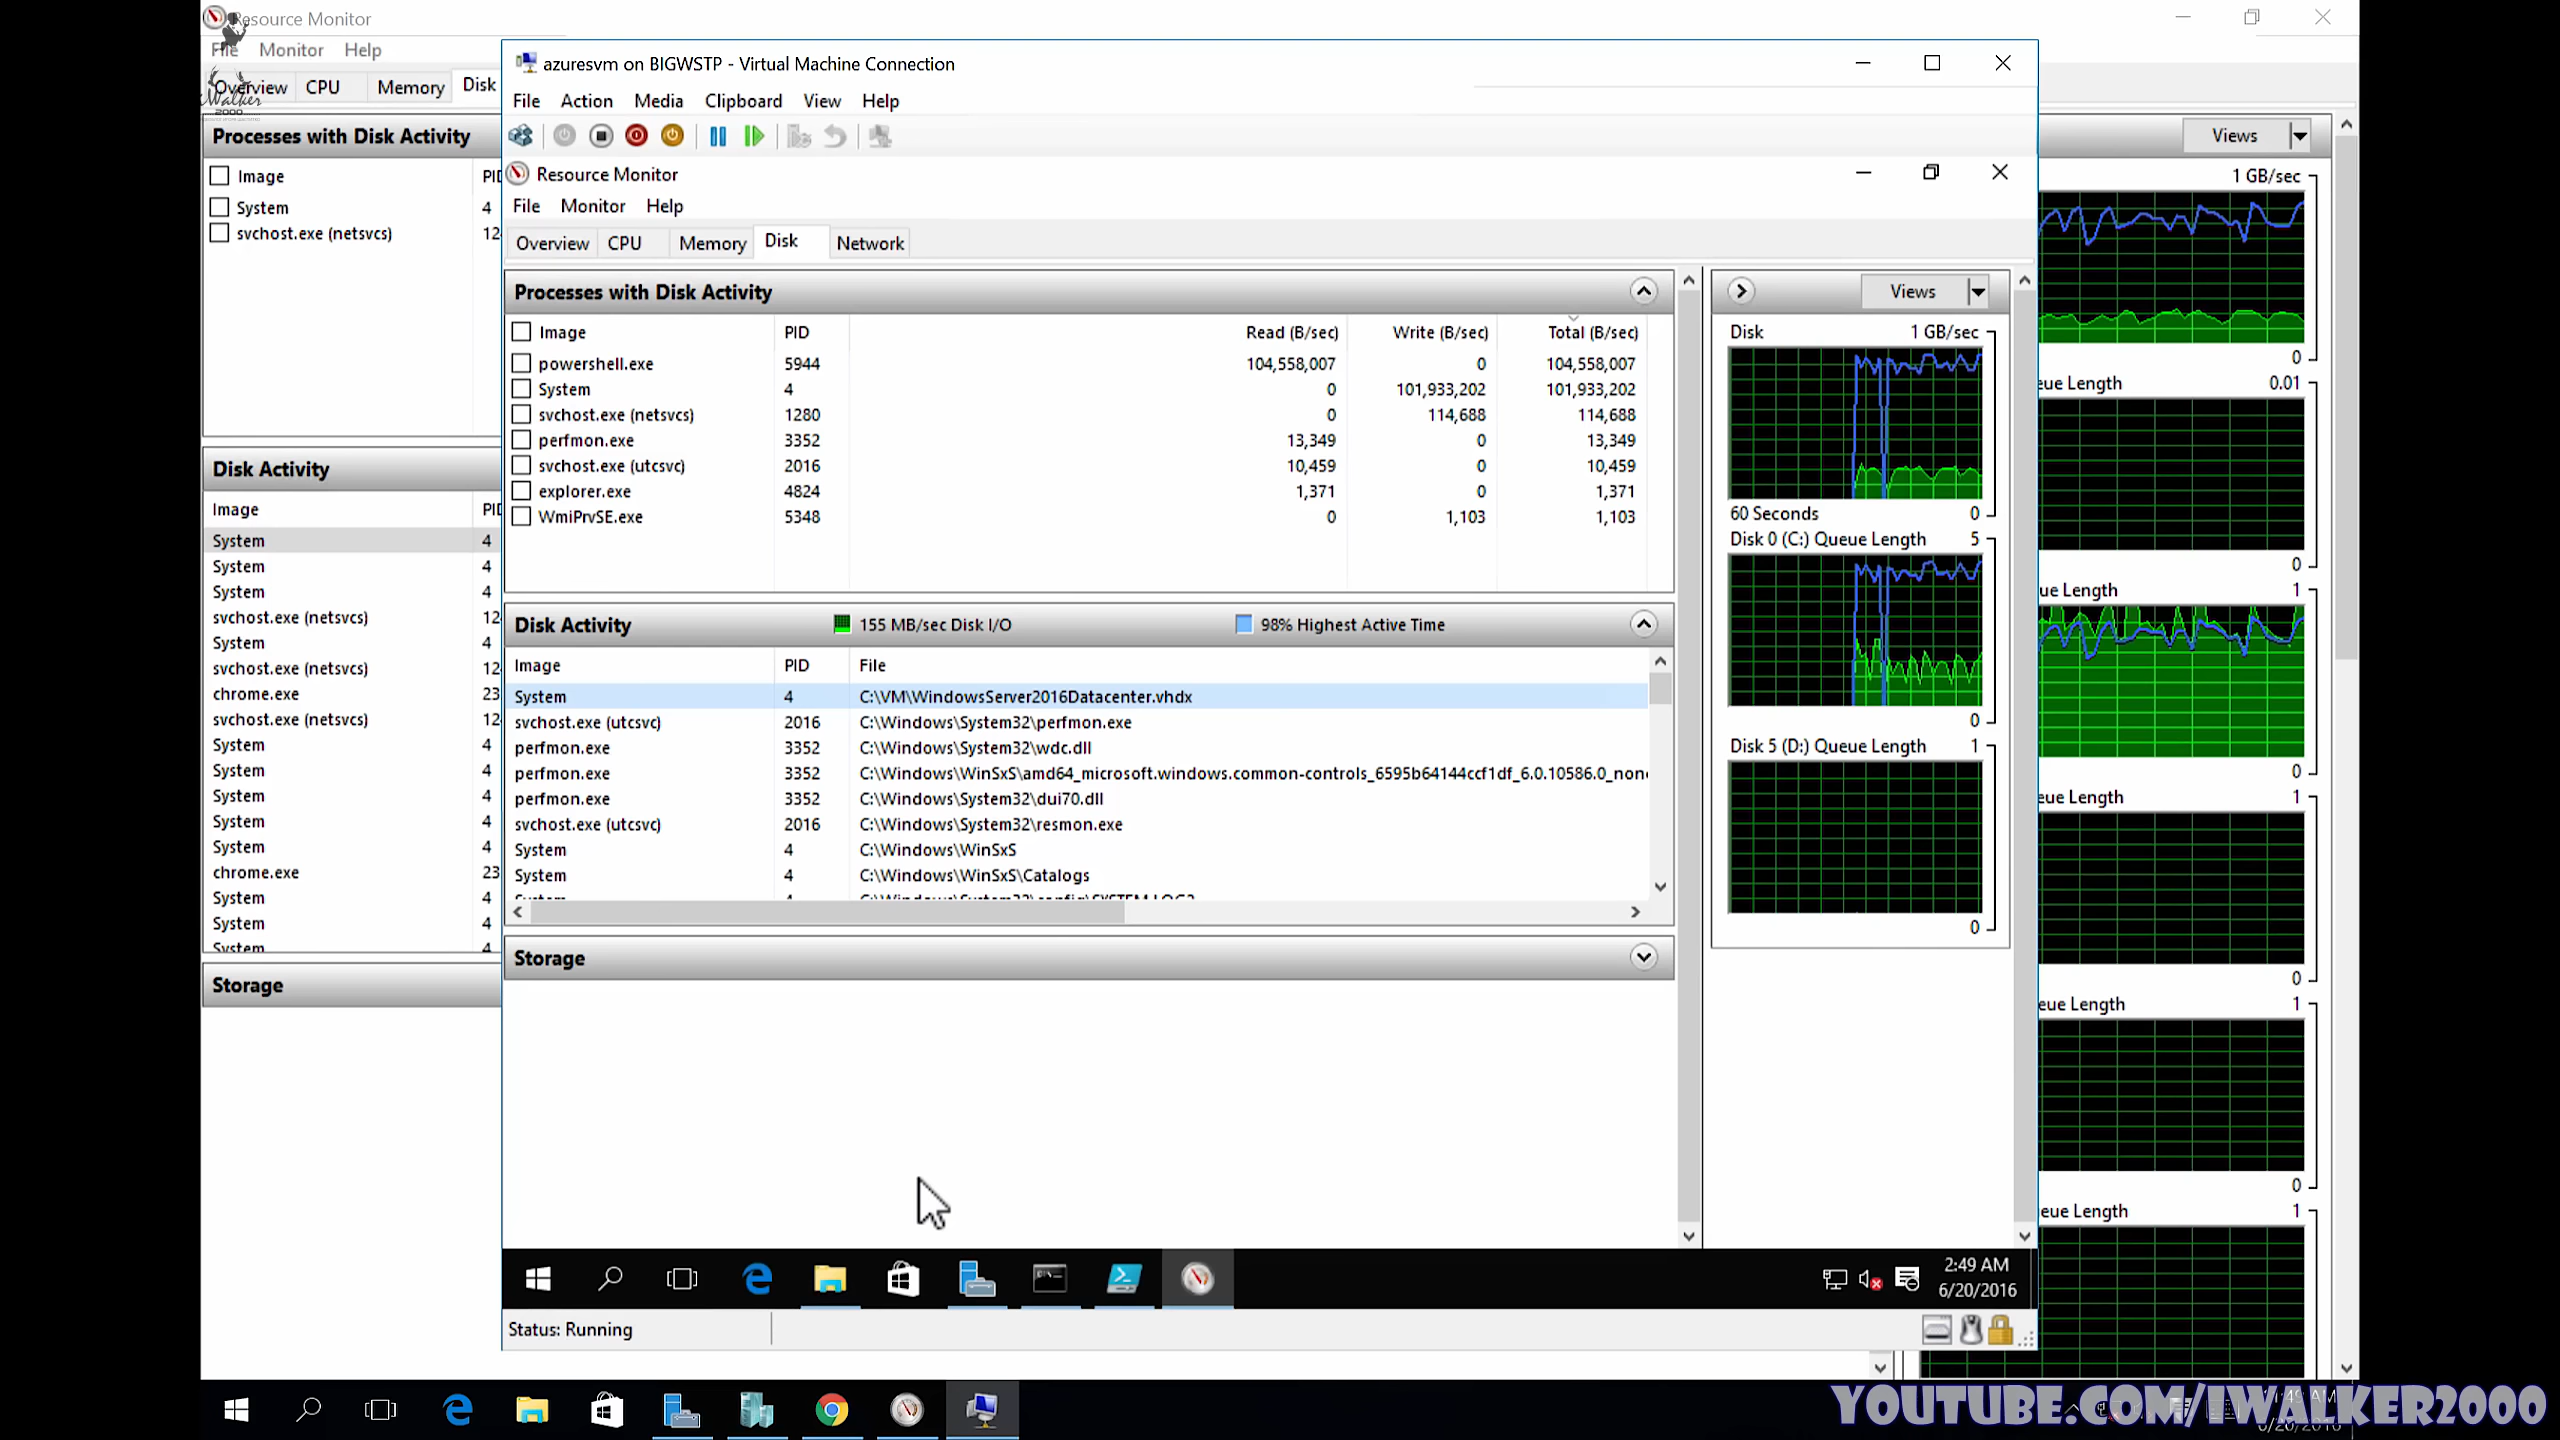 Resource Monitor
File Monitor Help
Overview CPU Memory Disk
Walker
2000
Processes with Disk Activity
Image
System 4
svchost.exe (netsvcs)
Disk Activity
Image
System 4
System 4
System 4
svchost.exe (netsvcs)
System 4
svchost.exe (netsvcs)
chrome.exe
svchost.exe (netsvcs)
System 4
System 4
System 4
System 4
System 4
chrome.exe
System 4
System 4
System 4
Storage
azuresvm on BIGWSTP - Virtual Machine Connection
File Action Media Clipboard View Help
Resource Monitor
File Monitor Help
Overview CPU Memory Disk Network
Processes with Disk Activity
Image PID Read (B/sec) Write (B/sec) Total (B/sec)
powershell.exe 5944 104,558,007 0 104,558,007
System 4 0 101,933,202 101,933,202
svchost.exe (netsvcs) 1280 0 114,688 114,688
perfmon.exe 3352 13,349 0 13,349
svchost.exe (utcsvc) 2016 10,459 0 10,459
explorer.exe 4824 1,371 0 1,371
WmiPrvSE.exe 5348 0 1,103 1,103
Disk Activity 155 MB/sec Disk I/O 98% Highest Active Time
Image PID File
System 4 C:\VM\WindowsServer2016Datacenter.vhdx
svchost.exe (utcsvc) 2016 C:\Windows\System32\perfmon.exe
perfmon.exe 3352 C:\Windows\System32\wdc.dll
perfmon.exe 3352 C:\Windows\WinSxS\amd64_microsoft.windows.common-controls_6595b64144ccf1df_6.0.10586.0_none
perfmon.exe 3352 C:\Windows\System32\dui70.dll
svchost.exe (utcsvc) 2016 C:\Windows\System32\resmon.exe
System 4 C:\Windows\WinSxS
System 4 C:\Windows\WinSxS\Catalogs
Storage
Views
Disk 1 GB/sec
60 Seconds 0
Disk 0 (C:) Queue Length 5
0
Disk 5 (D:) Queue Length 1
0
2:49 AM
6/20/2016
Status: Running
Views
1 GB/sec
0
eue Length 0.01
0
ue Length 1
0
eue Length 1
0
eue Length 1
0
eue Length 1
YOUTUBE.COM/IWALKER2000